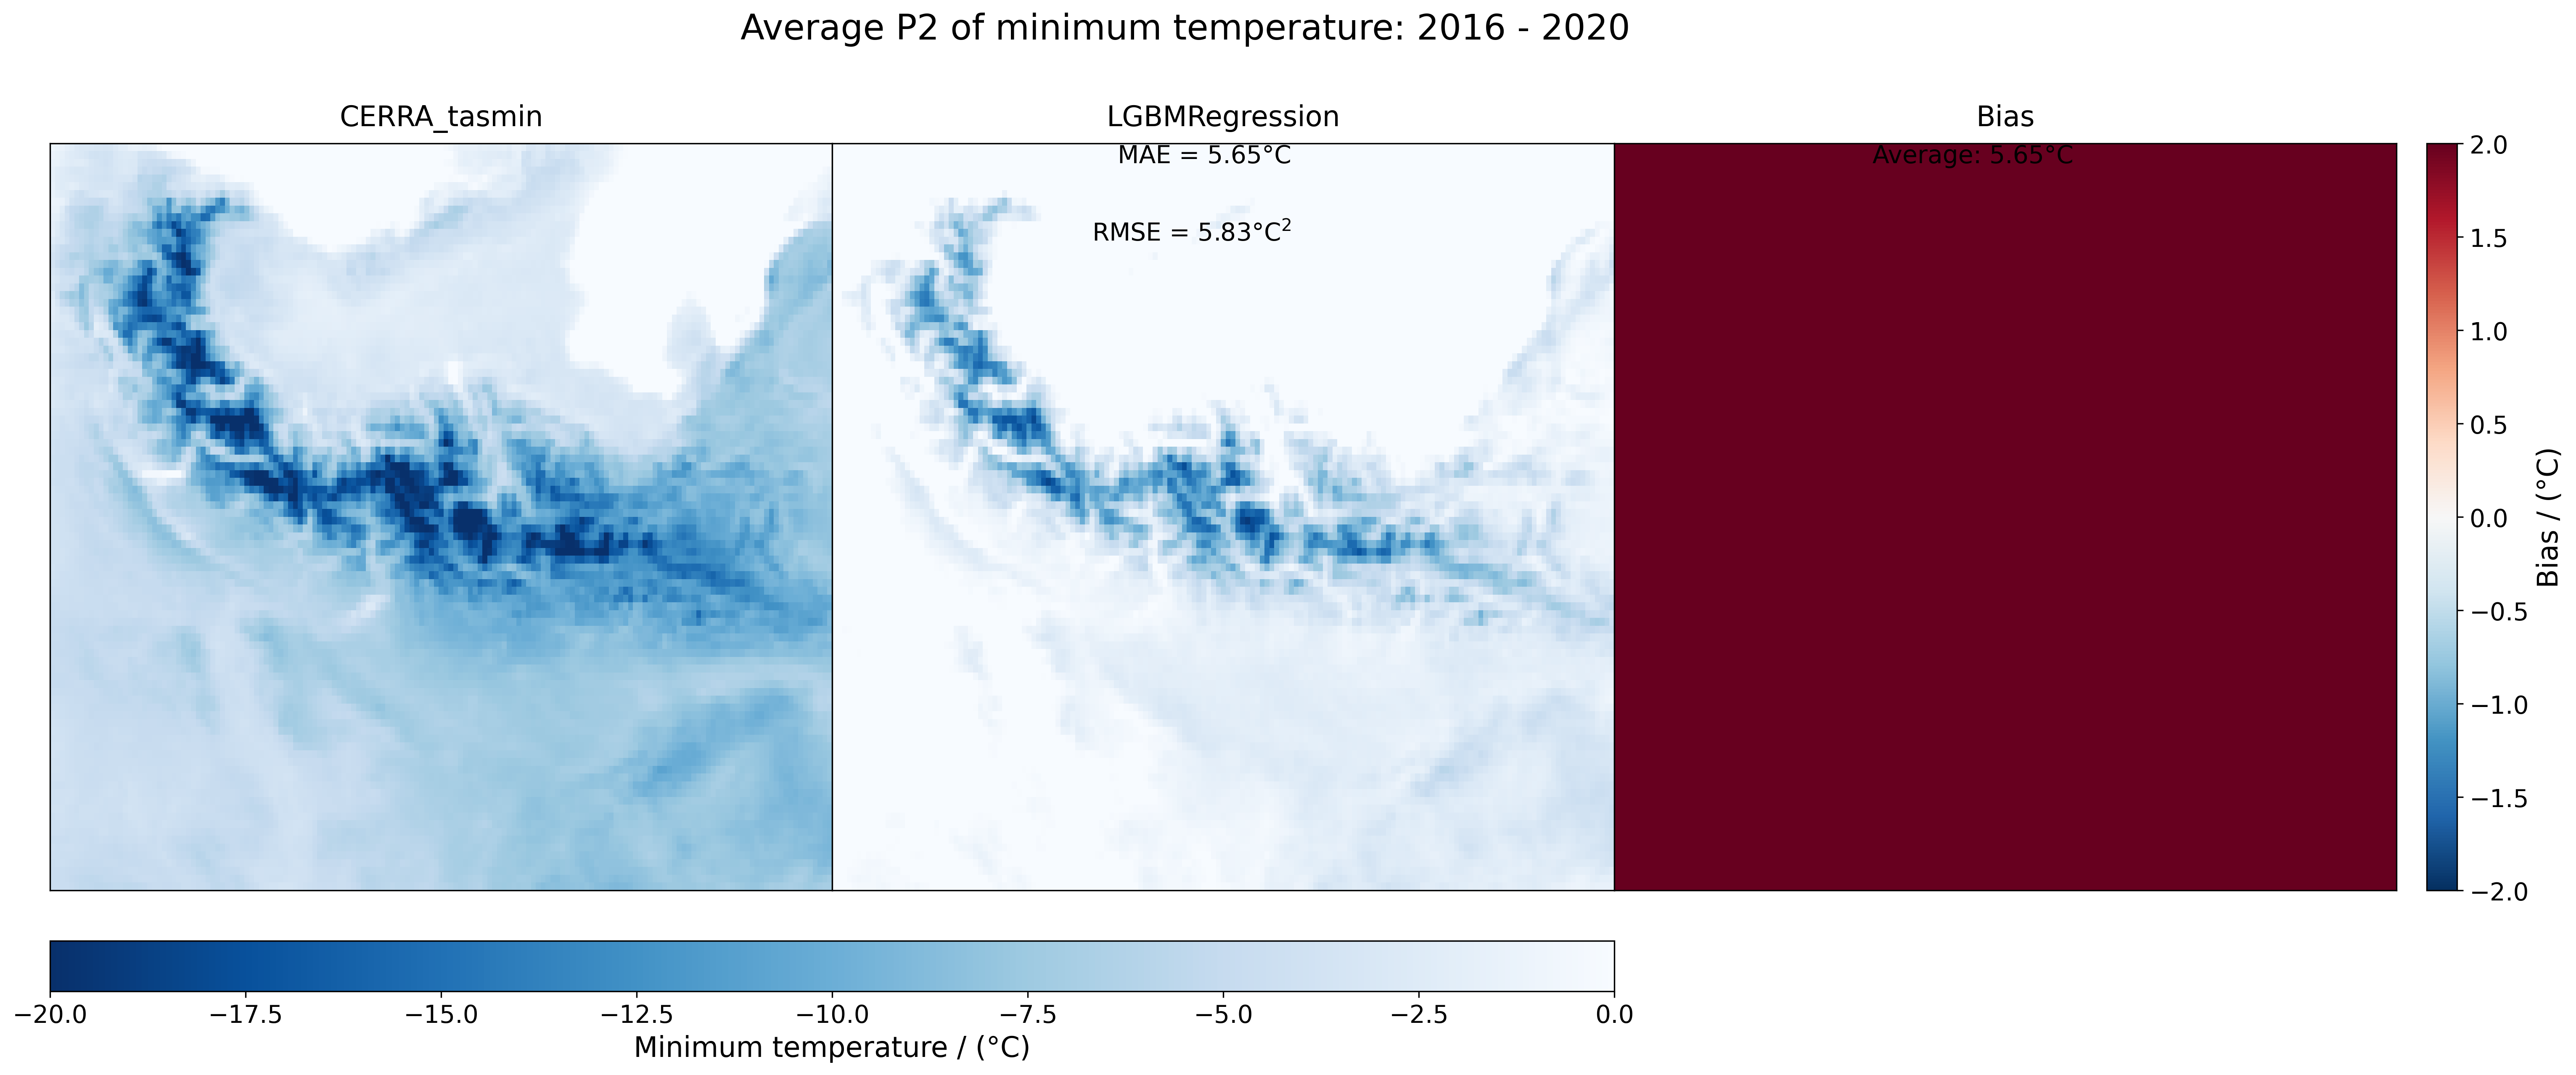 Average P2 of minimum temperature: 2016 - 2020
CERRA_tasmin
LGBMRegression
Bias
MAE = 5.65°C
RMSE = 5.83°C²
Average: 5.65°C
2.0
1.5
1.0
0.5
0.0
−0.5
−1.0
−1.5
−2.0
Bias / (°C)
−20.0 −17.5 −15.0 −12.5 −10.0 −7.5 −5.0 −2.5 0.0
Minimum temperature / (°C)